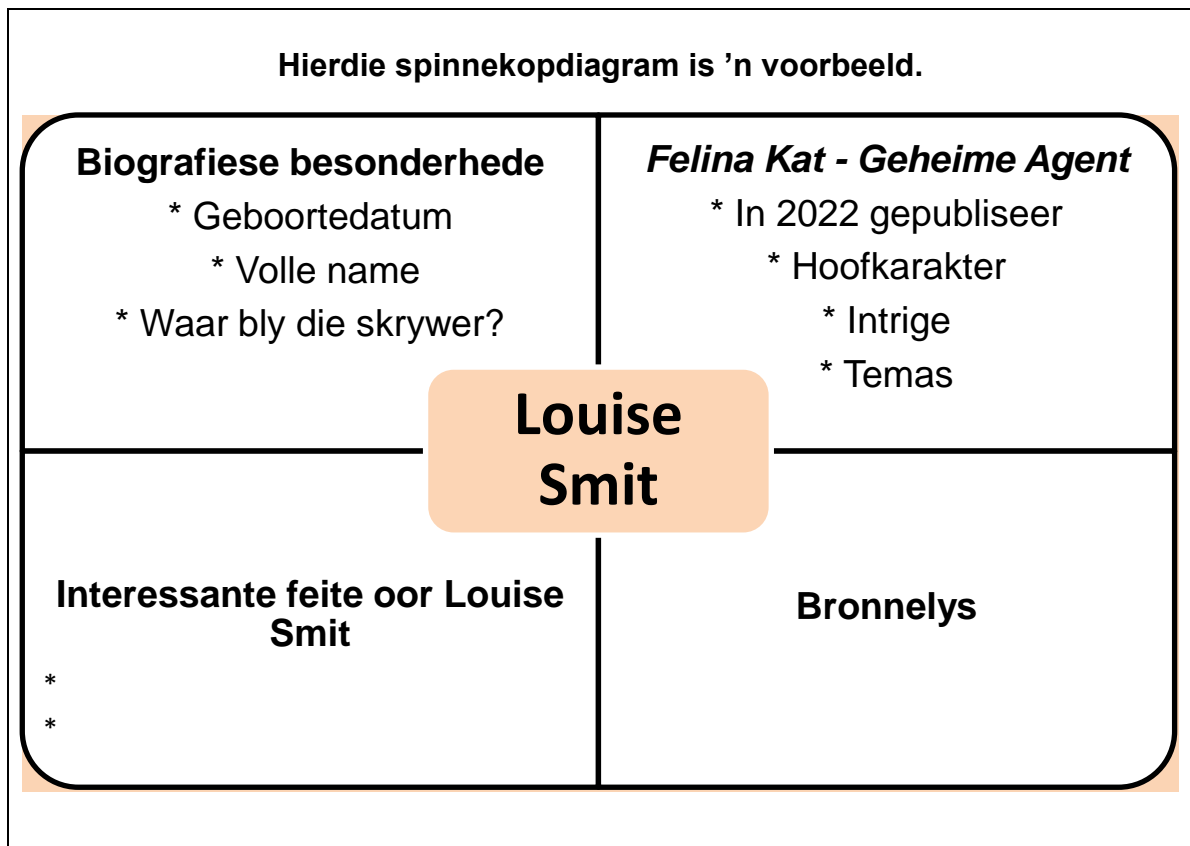 Hierdie spinnekopdiagram is ’n voorbeeld.
Biografiese besonderhede
* Geboortedatum
* Volle name
* Waar bly die skrywer?
Felina Kat - Geheime Agent
* In 2022 gepubliseer
* Hoofkarakter
* Intrige
* Temas
Louise
Smit
Interessante feite oor Louise
Smit
*
*
Bronnelys